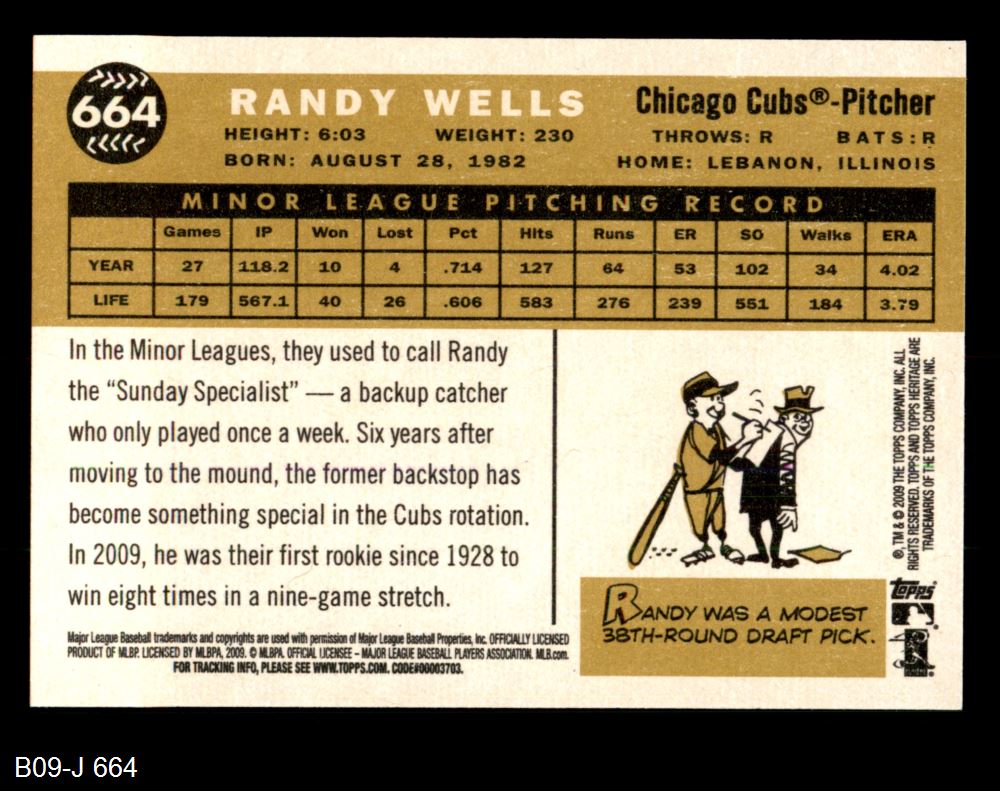 664
RANDY WELLS
Chicago Cubs®-Pitcher
HEIGHT: 6:03 WEIGHT: 230 THROWS: R BATS: R
BORN: AUGUST 28, 1982 HOME: LEBANON, ILLINOIS
MINOR LEAGUE PITCHING RECORD
Games IP Won Lost Pct Hits Runs ER SO Walks ERA
YEAR 27 118.2 10 4 .714 127 64 53 102 34 4.02
LIFE 179 567.1 40 26 .606 583 276 239 551 184 3.79
In the Minor Leagues, they used to call Randy
the “Sunday Specialist” — a backup catcher
who only played once a week. Six years after
moving to the mound, the former backstop has
become something special in the Cubs rotation.
In 2009, he was their first rookie since 1928 to
win eight times in a nine-game stretch.
Major League Baseball trademarks and copyrights are used with permission of Major League Baseball Properties, Inc. OFFICIALLY LICENSED
PRODUCT OF MLBP. LICENSED BY MLBPA, 2009. © MLBPA. OFFICIAL LICENSEE – MAJOR LEAGUE BASEBALL PLAYERS ASSOCIATION. MLB.com.
FOR TRACKING INFO, PLEASE SEE WWW.TOPPS.COM. CODE#00003703.
RANDY WAS A MODEST
38TH-ROUND DRAFT PICK.
®, TM & © 2009 THE TOPPS COMPANY, INC. ALL
RIGHTS RESERVED. TOPPS AND TOPPS HERITAGE ARE
TRADEMARKS OF THE TOPPS COMPANY, INC.
Topps
B09-J 664